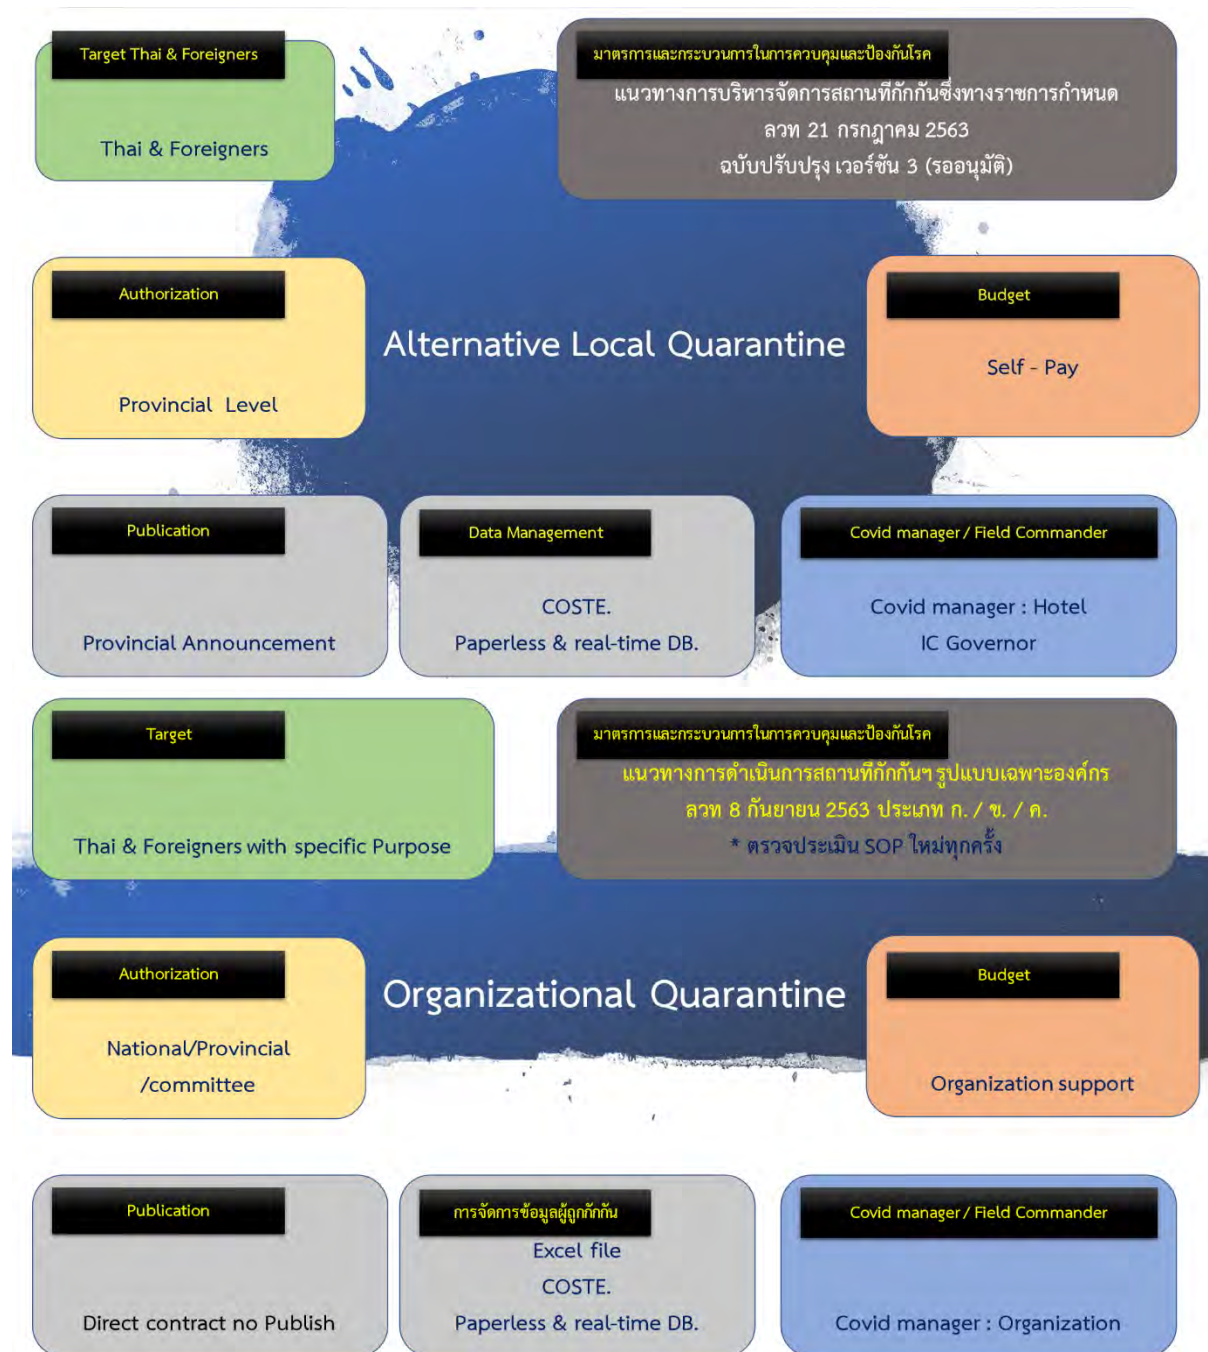 Target Thai & Foreigners
Thai & Foreigners
มาตรการและกระบวนการในการควบคุมและป้องกันโรค
แนวทางการบริหารจัดการสถานที่กักกันซึ่งทางราชการกำหนด
ลวท 21 กรกฎาคม 2563
ฉบับปรับปรุง เวอร์ชัน 3 (รออนุมัติ)
Authorization
Provincial Level
Alternative Local Quarantine
Budget
Self - Pay
Publication
Provincial Announcement
Data Management
COSTE.
Paperless & real-time DB.
Covid manager / Field Commander
Covid manager : Hotel
IC Governor
Target
Thai & Foreigners with specific Purpose
มาตรการและกระบวนการในการควบคุมและป้องกันโรค
แนวทางการดำเนินการสถานที่กักกันฯ รูปแบบเฉพาะองค์กร
ลวท 8 กันยายน 2563 ประเภท ก. / ข. / ค.
* ตรวจประเมิน SOP ใหม่ทุกครั้ง
Authorization
National/Provincial
/committee
Organizational Quarantine
Budget
Organization support
Publication
Direct contract no Publish
การจัดการข้อมูลผู้ถูกกักกัน
Excel file
COSTE.
Paperless & real-time DB.
Covid manager / Field Commander
Covid manager : Organization